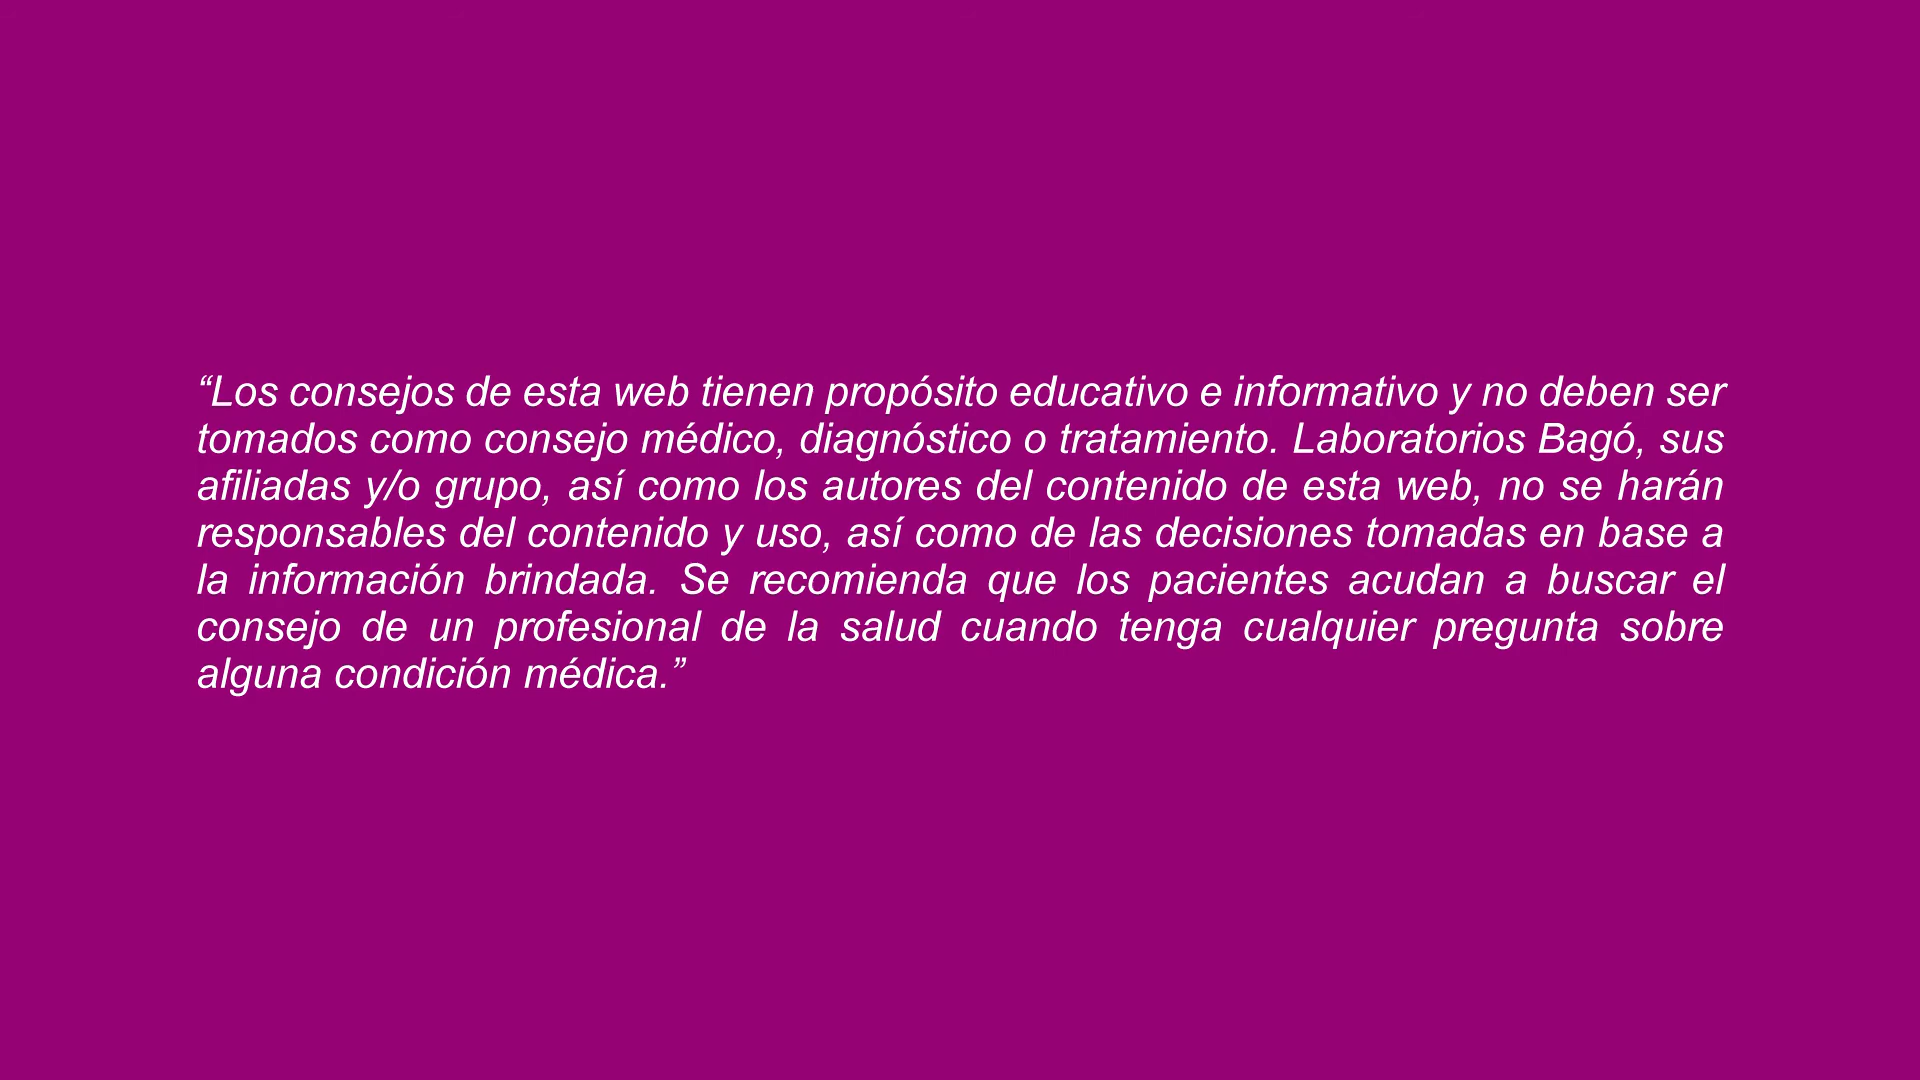 “Los consejos de esta web tienen propósito educativo e informativo y no deben ser
tomados como consejo médico, diagnóstico o tratamiento. Laboratorios Bagó, sus
afiliadas y/o grupo, así como los autores del contenido de esta web, no se harán
responsables del contenido y uso, así como de las decisiones tomadas en base a
la información brindada. Se recomienda que los pacientes acudan a buscar el
consejo de un profesional de la salud cuando tenga cualquier pregunta sobre
alguna condición médica.”